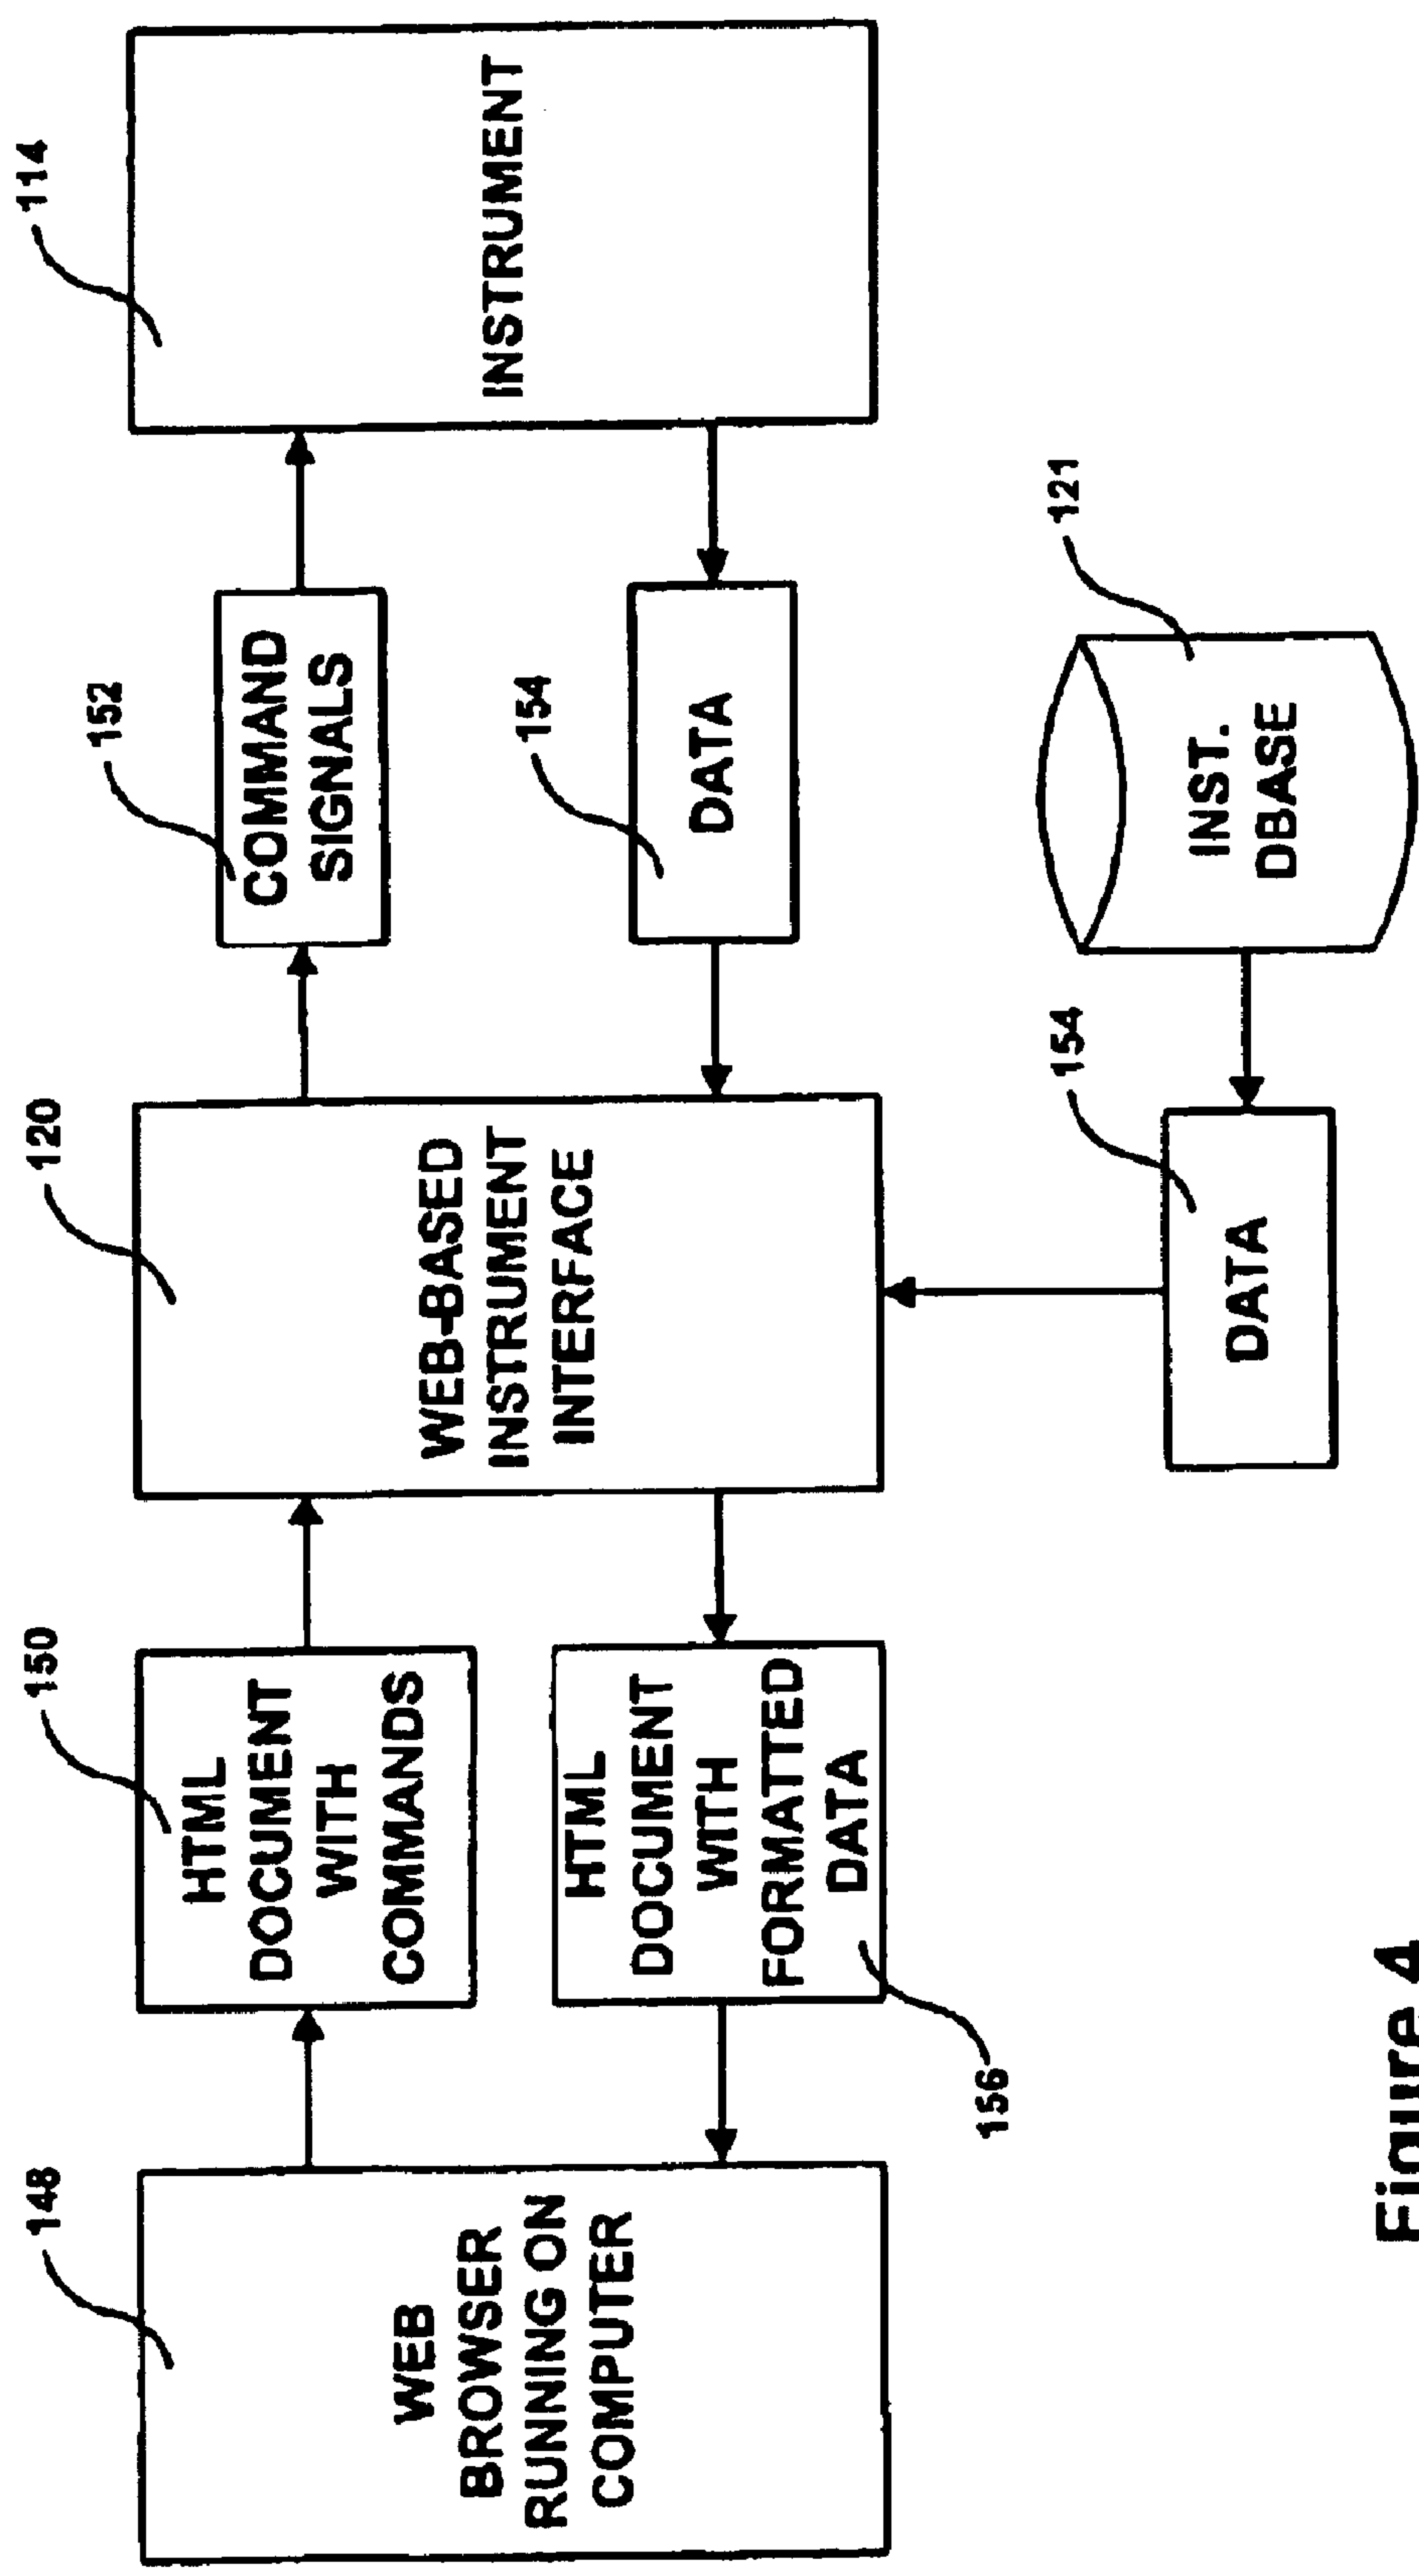 148
WEB
BROWSER
RUNNING ON
COMPUTER
150
HTML
DOCUMENT
WITH
COMMANDS
HTML
DOCUMENT
WITH
FORMATTED
DATA
156
120
WEB-BASED
INSTRUMENT
INTERFACE
152
COMMAND
SIGNALS
154
DATA
114
INSTRUMENT
154
DATA
121
INST.
DBASE
Figure 4